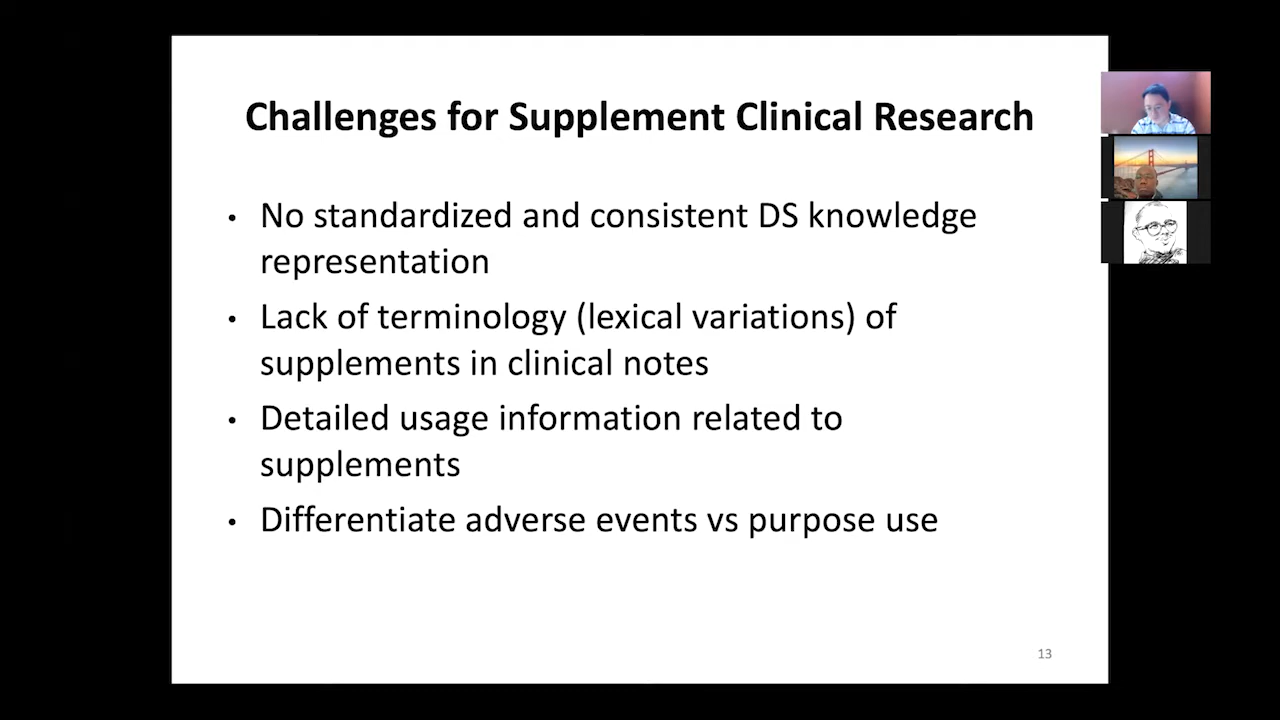 Challenges for Supplement Clinical Research
• No standardized and consistent DS knowledge
representation
• Lack of terminology (lexical variations) of
supplements in clinical notes
• Detailed usage information related to
supplements
• Differentiate adverse events vs purpose use
13